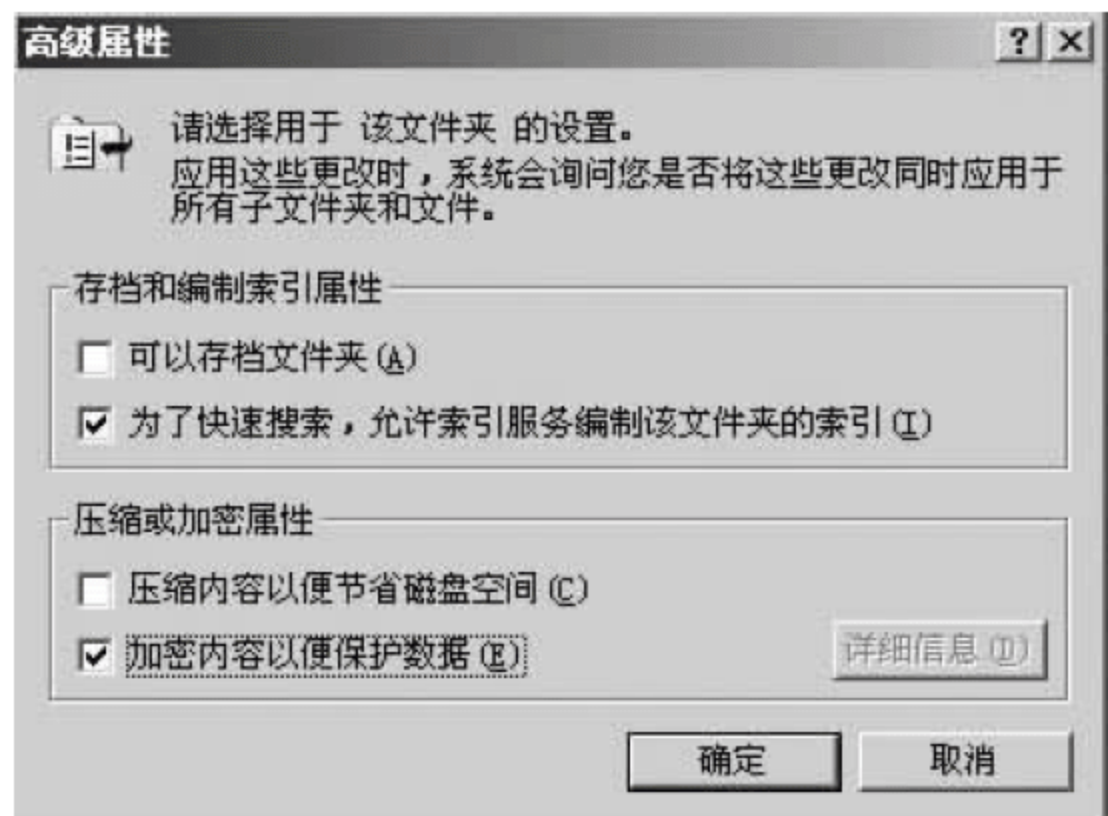 高级属性
请选择用于 该文件夹 的设置。
应用这些更改时，系统会询问您是否将这些更改同时应用于
所有子文件夹和文件。
存档和编制索引属性
可以存档文件夹(A)
为了快速搜索，允许索引服务编制该文件夹的索引(I)
压缩或加密属性
压缩内容以便节省磁盘空间(C)
加密内容以便保护数据(E)
详细信息(D)
确定
取消